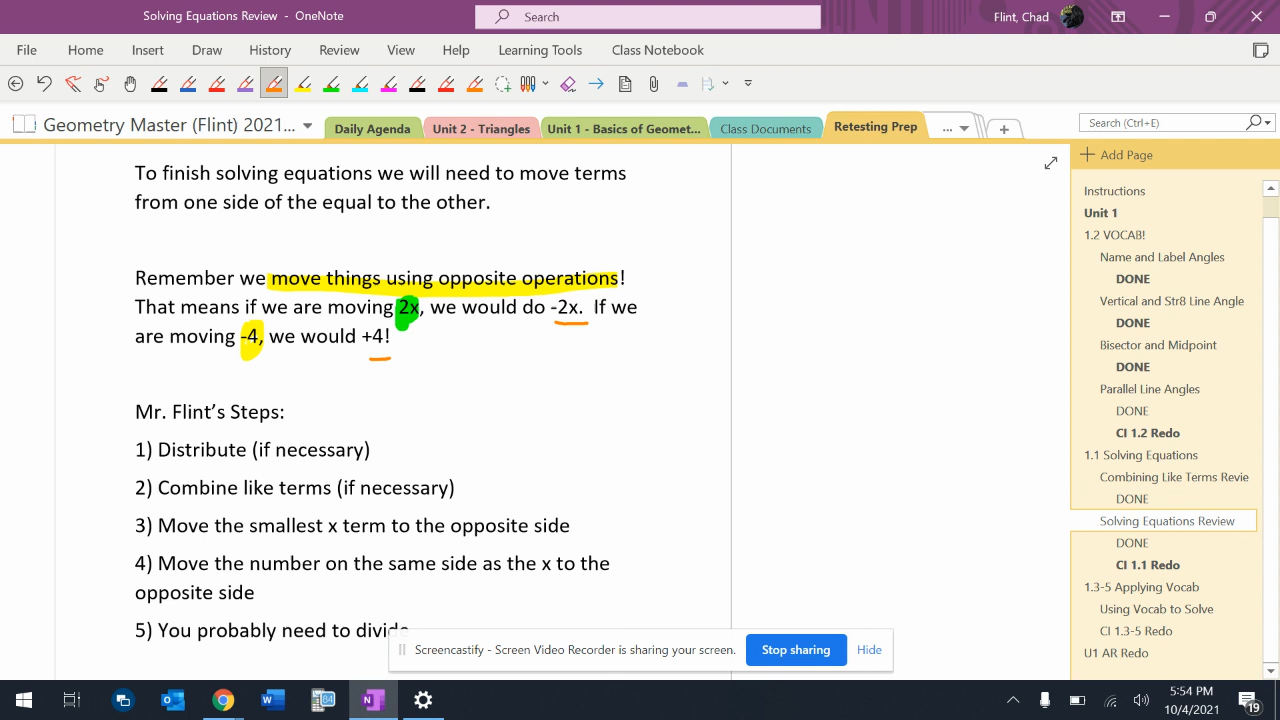 Solving Equations Review - OneNote
Search
Flint, Chad
File Home Insert Draw History Review View Help Learning Tools Class Notebook
Geometry Master (Flint) 2021...
Daily Agenda
Unit 2 - Triangles
Unit 1 - Basics of Geomet...
Class Documents
Retesting Prep
...
Search (Ctrl+E)
To finish solving equations we will need to move terms
from one side of the equal to the other.
Remember we move things using opposite operations!
That means if we are moving 2x, we would do -2x. If we
are moving -4, we would +4!
Mr. Flint's Steps:
1) Distribute (if necessary)
2) Combine like terms (if necessary)
3) Move the smallest x term to the opposite side
4) Move the number on the same side as the x to the
opposite side
5) You probably need to divide
Add Page
Instructions
Unit 1
1.2 VOCAB!
Name and Label Angles
DONE
Vertical and Str8 Line Angle
DONE
Bisector and Midpoint
DONE
Parallel Line Angles
DONE
CI 1.2 Redo
1.1 Solving Equations
Combining Like Terms Revie
DONE
Solving Equations Review
DONE
CI 1.1 Redo
1.3-5 Applying Vocab
Using Vocab to Solve
CI 1.3-5 Redo
U1 AR Redo
Screencastify - Screen Video Recorder is sharing your screen.
Stop sharing
Hide
84
5:54 PM
10/4/2021
19